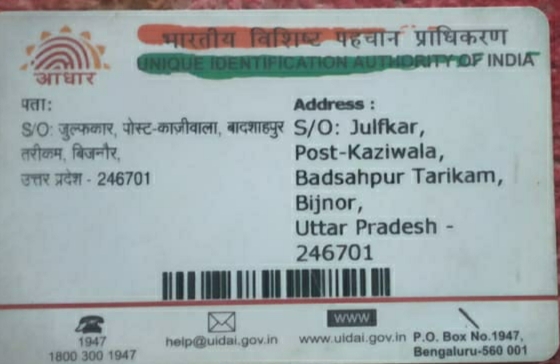 भारतीय विशिष्ट पहचान प्राधिकरण
UNIQUE IDENTIFICATION AUTHORITY OF INDIA
आधार
पता:
S/O: जुल्फकार, पोस्ट-काज़ीवाला, बादशाहपुर
तरीकम, बिजनौर,
उत्तर प्रदेश - 246701
Address :
S/O: Julfkar,
Post-Kaziwala,
Badsahpur Tarikam,
Bijnor,
Uttar Pradesh -
246701
1947
1800 300 1947
help@uidai.gov.in
www
www.uidai.gov.in
P.O. Box No.1947,
Bengaluru-560 001